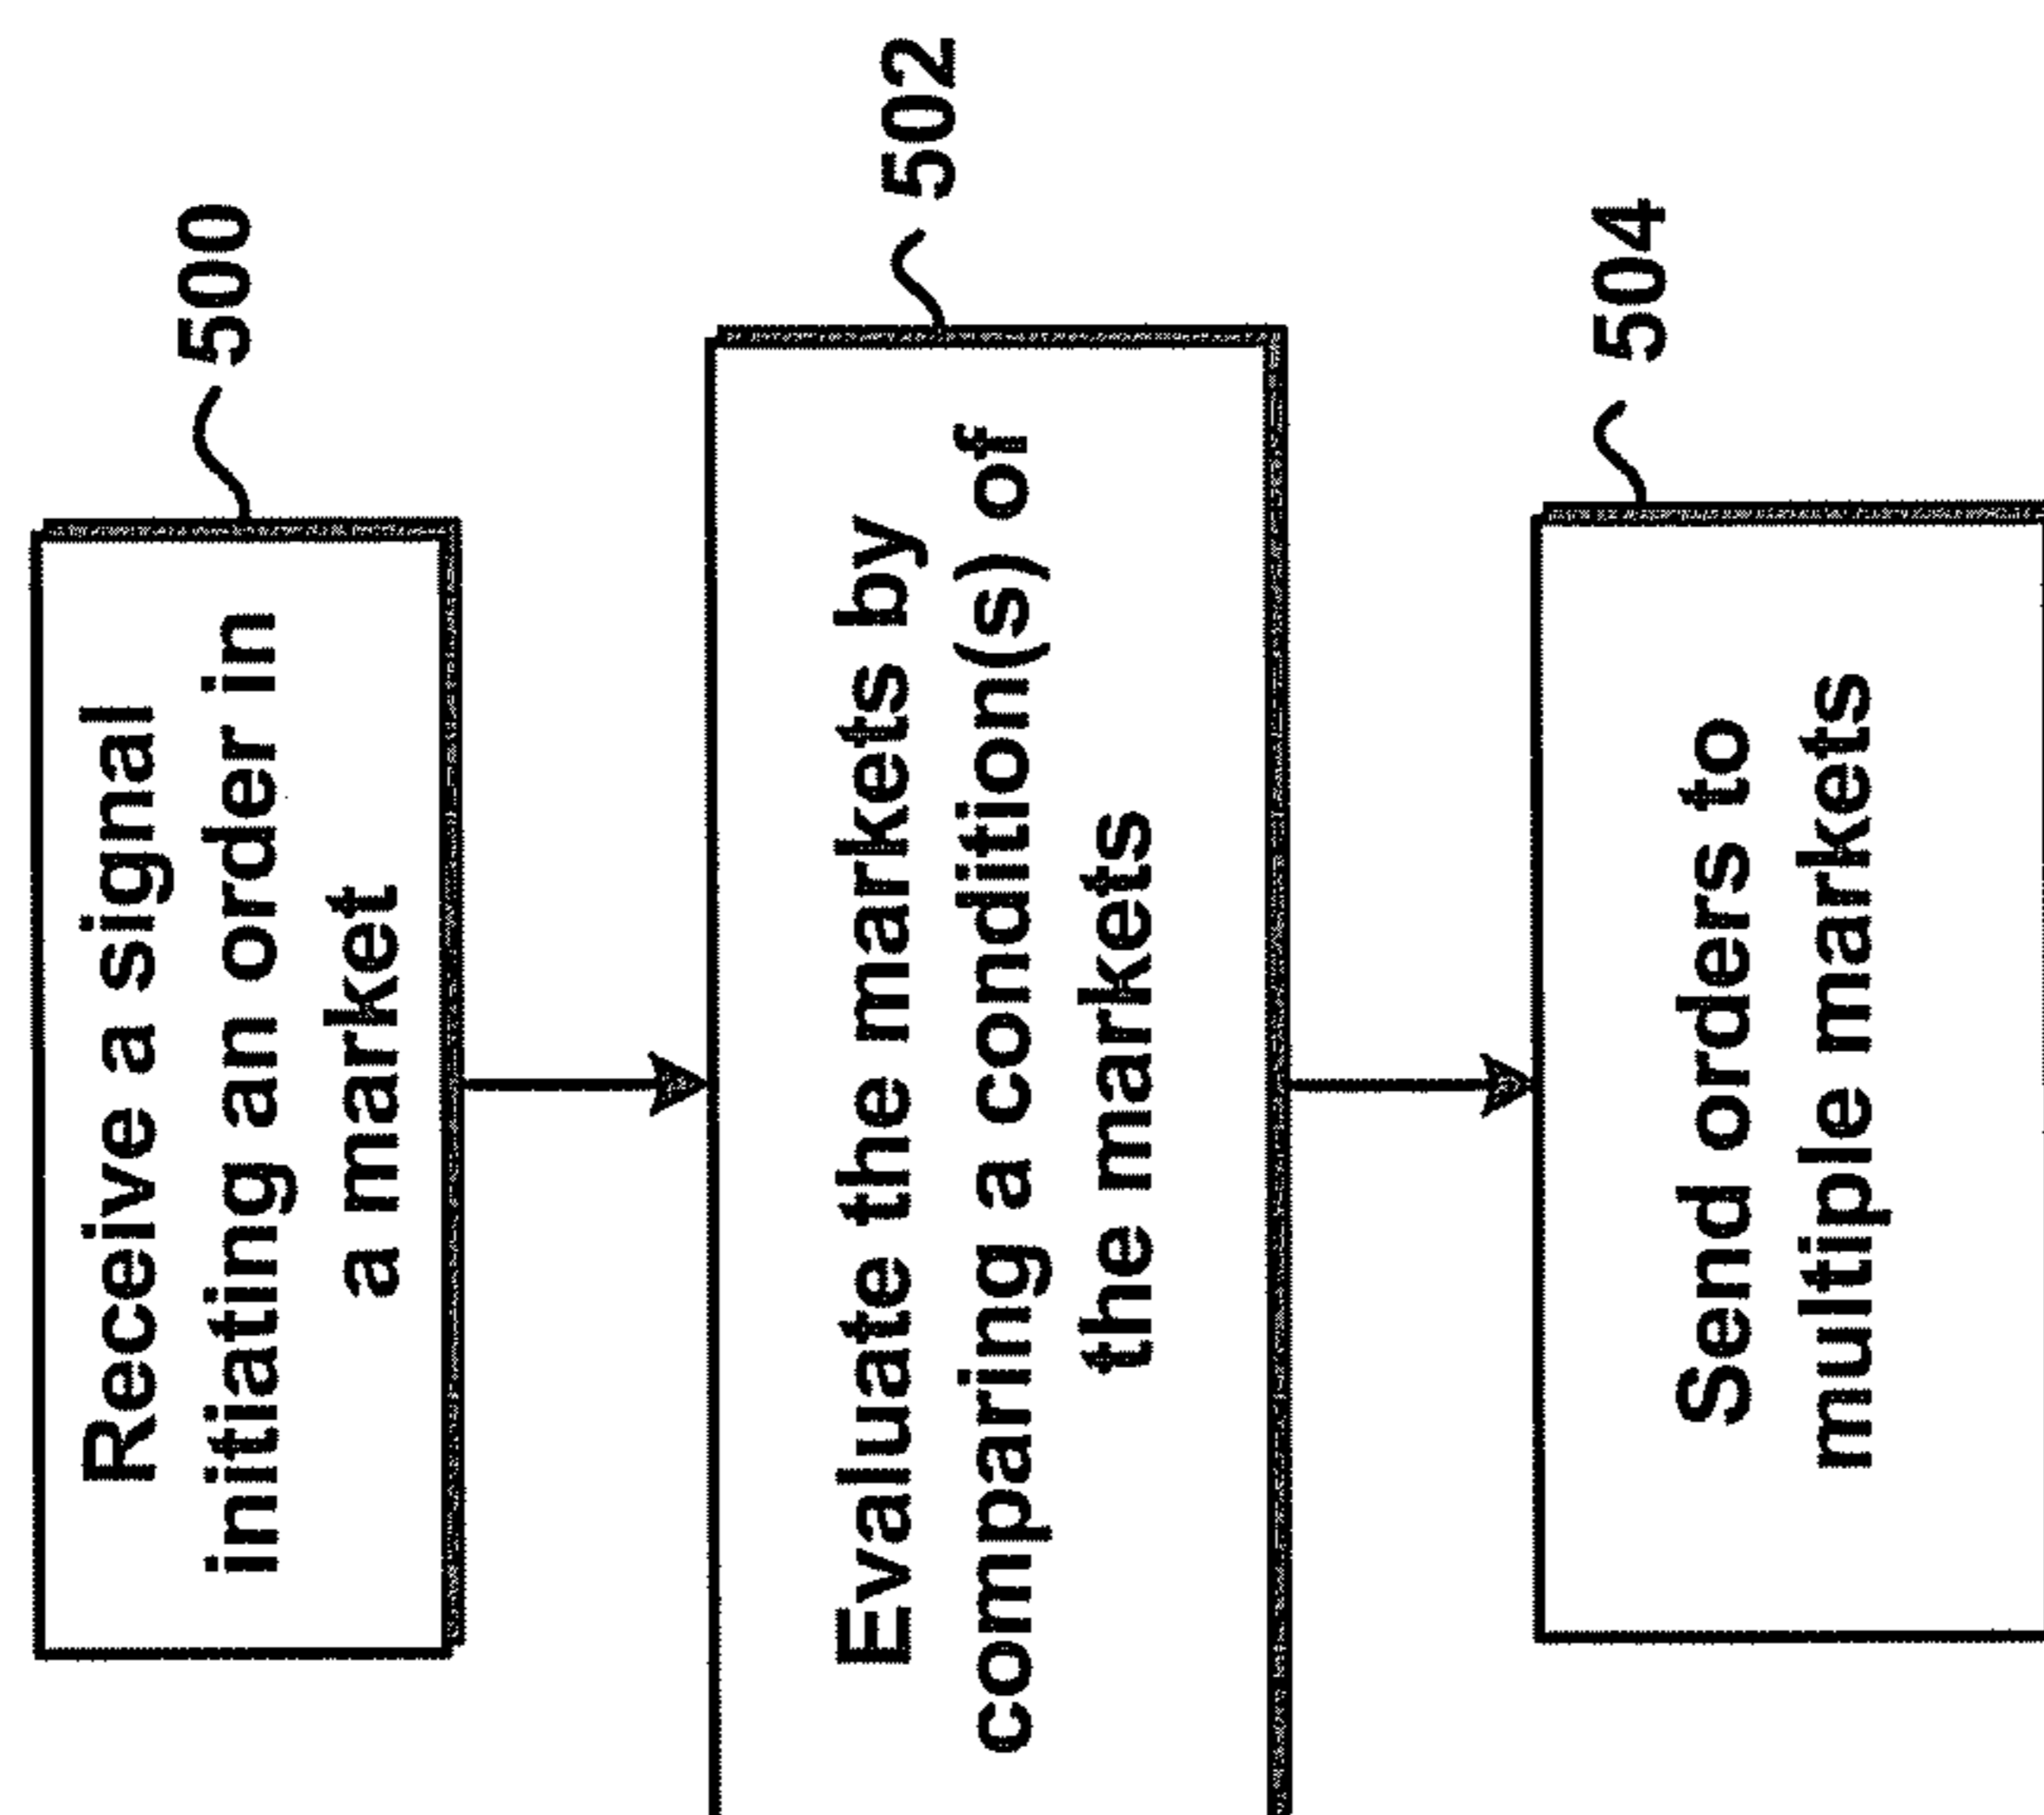 Receive a signal
initiating an order in
a market
500
Evaluate the markets by
comparing a condition(s) of
the markets
502
Send orders to
multiple markets
504